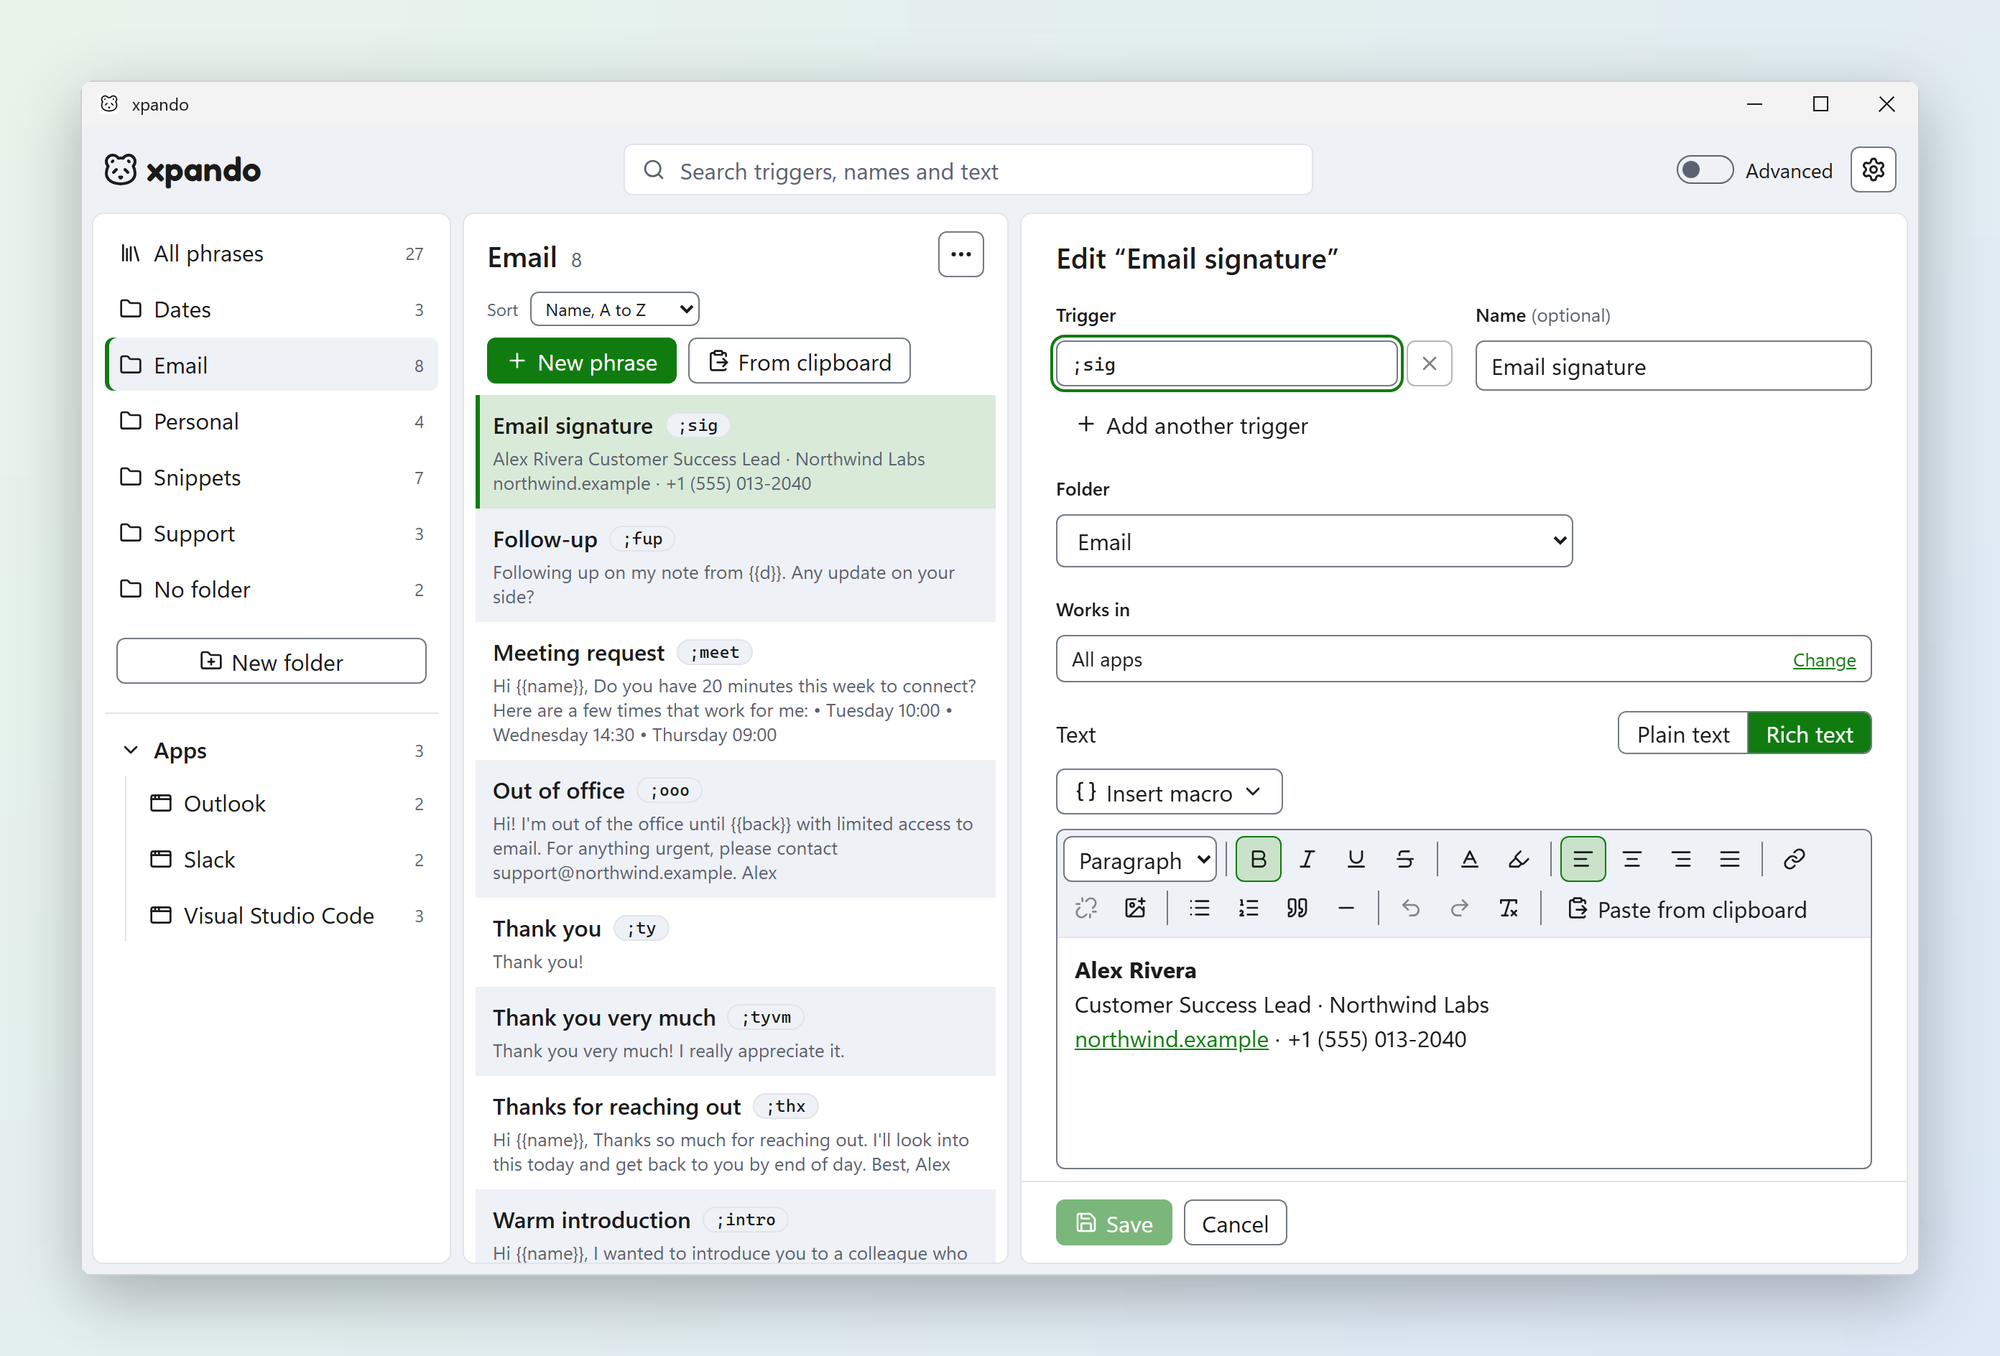 xpando
xpando
Search triggers, names and text
Advanced
All phrases 27
Dates 3
Email 8
Personal 4
Snippets 7
Support 3
No folder 2
New folder
Apps 3
Outlook 2
Slack 2
Visual Studio Code 3
Email 8
Sort Name, A to Z
New phrase From clipboard
Email signature ;sig
Alex Rivera Customer Success Lead · Northwind Labs
northwind.example · +1 (555) 013-2040
Follow-up ;fup
Following up on my note from {{d}}. Any update on your
side?
Meeting request ;meet
Hi {{name}}, Do you have 20 minutes this week to connect?
Here are a few times that work for me: • Tuesday 10:00 •
Wednesday 14:30 • Thursday 09:00
Out of office ;ooo
Hi! I'm out of the office until {{back}} with limited access to
email. For anything urgent, please contact
support@northwind.example. Alex
Thank you ;ty
Thank you!
Thank you very much ;tyvm
Thank you very much! I really appreciate it.
Thanks for reaching out ;thx
Hi {{name}}, Thanks so much for reaching out. I'll look into
this today and get back to you by end of day. Best, Alex
Warm introduction ;intro
Hi {{name}}, I wanted to introduce you to a colleague who
Edit “Email signature”
Trigger Name (optional)
;sig Email signature
+ Add another trigger
Folder
Email
Works in
All apps Change
Text Plain text Rich text
{} Insert macro
Paragraph B I U S A
Paste from clipboard
Alex Rivera
Customer Success Lead · Northwind Labs
northwind.example · +1 (555) 013-2040
Save Cancel